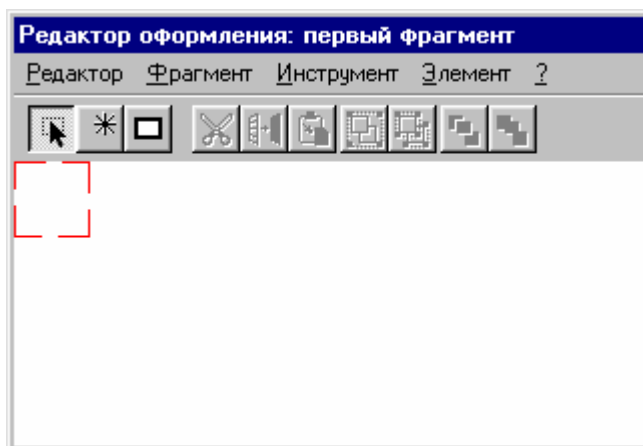 Редактор оформления: первый фрагмент
Редактор Фрагмент Инструмент Элемент ?